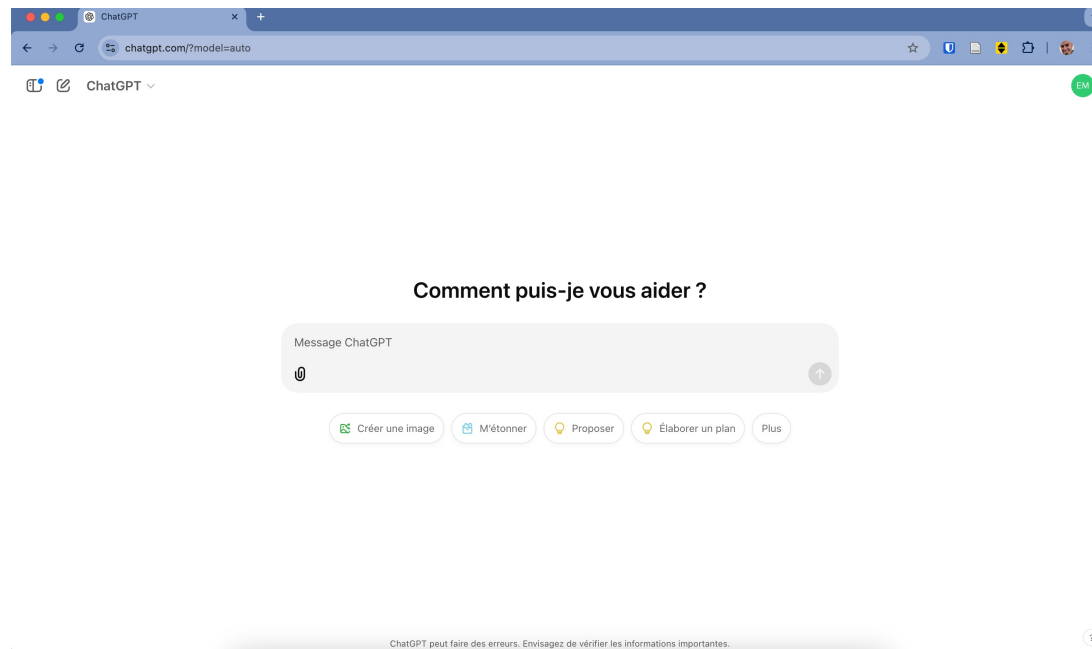 ChatGPT
chatgpt.com/?model=auto
ChatGPT
EM
Comment puis-je vous aider ?
Message ChatGPT
Créer une image
M'étonner
Proposer
Élaborer un plan
Plus
ChatGPT peut faire des erreurs. Envisagez de vérifier les informations importantes.
?